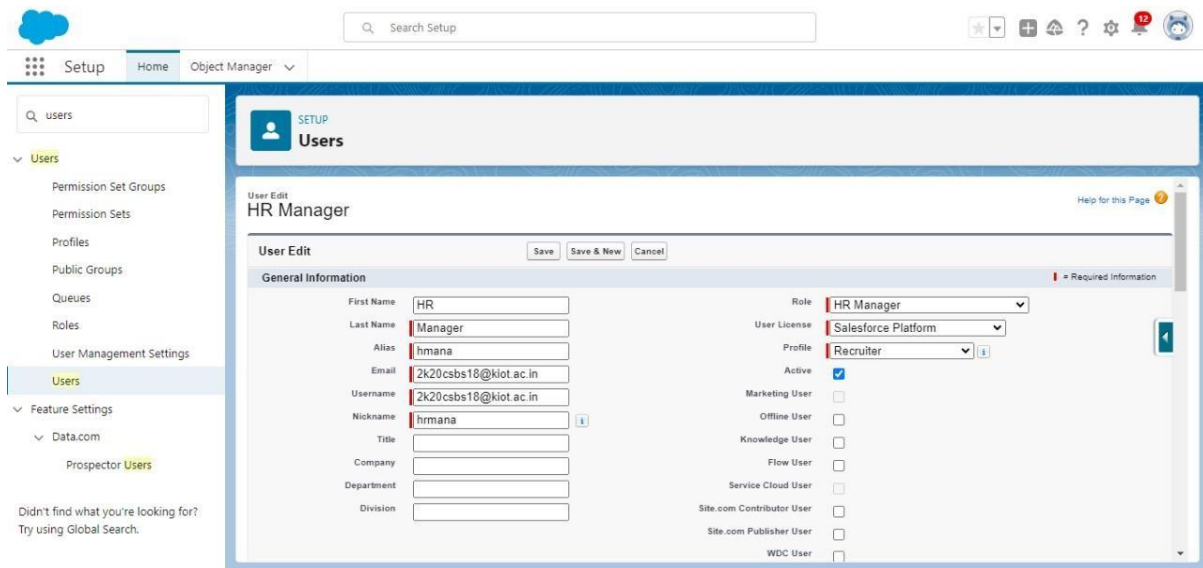 Search Setup
12
Setup
Home
Object Manager
users
Users
Permission Set Groups
Permission Sets
Profiles
Public Groups
Queues
Roles
User Management Settings
Users
Feature Settings
Data.com
Prospector Users
Didn't find what you're looking for?
Try using Global Search.
SETUP
Users
User Edit
HR Manager
Help for this Page ?
User Edit Save Save & New Cancel
General Information = Required Information
First Name HR
Last Name Manager
Alias hmana
Email 2k20csbs18@kiot.ac.in
Username 2k20csbs18@kiot.ac.in
Nickname hrmana i
Title
Company
Department
Division
Role HR Manager
User License Salesforce Platform
Profile Recruiter i
Active
Marketing User
Offline User
Knowledge User
Flow User
Service Cloud User
Site.com Contributor User
Site.com Publisher User
WDC User